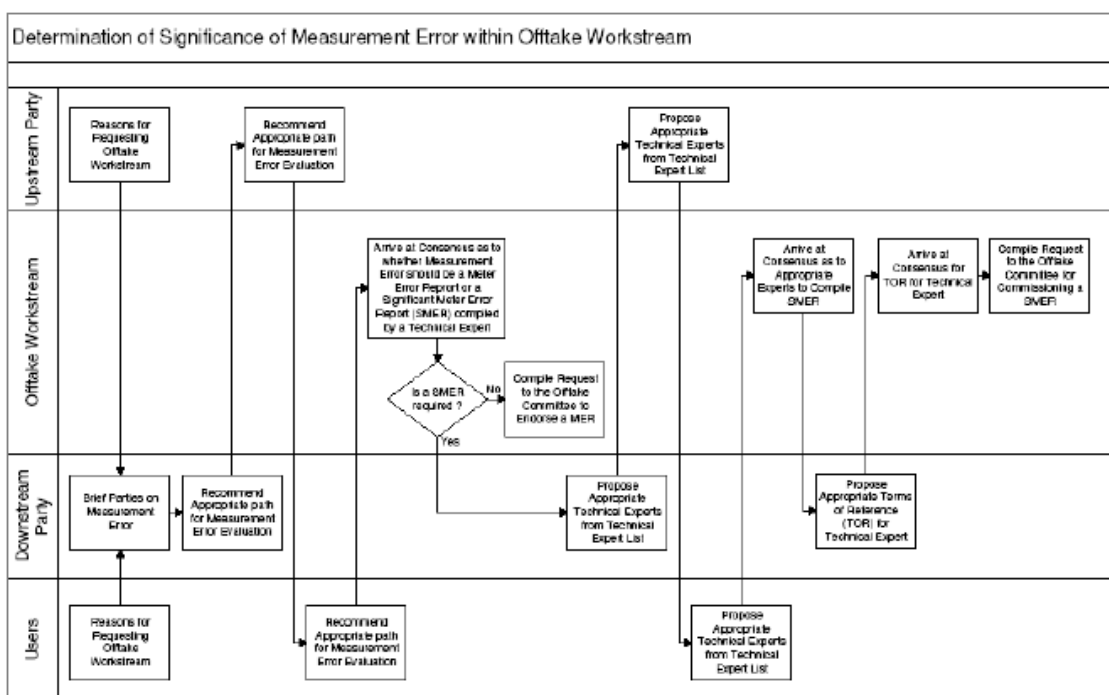 Determination of Significance of Measurement Error within Offtake Workstream
Upstream Party
Reasons for
Requesting
Offtake
Workstream
Recommend
Appropriate path
for Measurement
Error Evaluation
Propose
Appropriate
Technical Experts
from Technical
Expert List
Offtake Workstream
Arrive at Consensus as to
whether Measurement
Error should be a Meter
Error Report or a
Significant Meter Error
Report (SMER) compiled
by a Technical Expert
Is a SMER
required ?
No
Yes
Compile Request
to the Offtake
Committee to
Endorse a MER
Arrive at
Consensus as to
Appropriate
Experts to Compile
SMER
Arrive at
Consensus for
TOR for Technical
Expert
Compile Request
to the Offtake
Committee for
Commissioning a
SMER
Downstream
Party
Brief Parties on
Measurement
Error
Recommend
Appropriate path
for Measurement
Error Evaluation
Propose
Appropriate
Technical Experts
from Technical
Expert List
Propose
Appropriate Terms
of Reference
(TOR) for
Technical Expert
Users
Reasons for
Requesting
Offtake
Workstream
Recommend
Appropriate path
for Measurement
Error Evaluation
Propose
Appropriate
Technical Experts
from Technical
Expert List